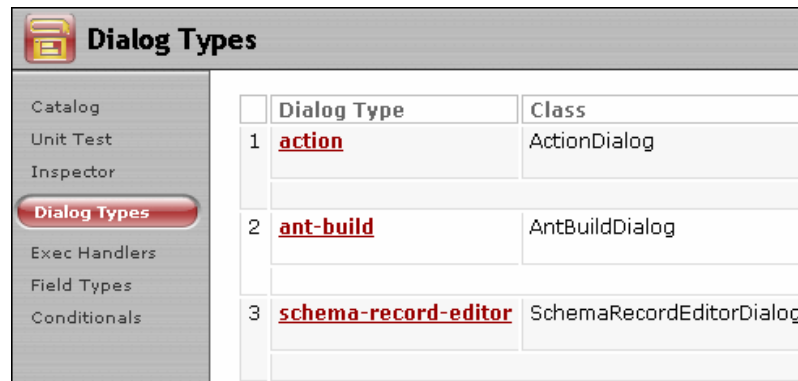 Dialog Types
Catalog
Unit Test
Inspector
Dialog Types
Exec Handlers
Field Types
Conditionals
Dialog Type Class
1 action ActionDialog
2 ant-build AntBuildDialog
3 schema-record-editor SchemaRecordEditorDialog